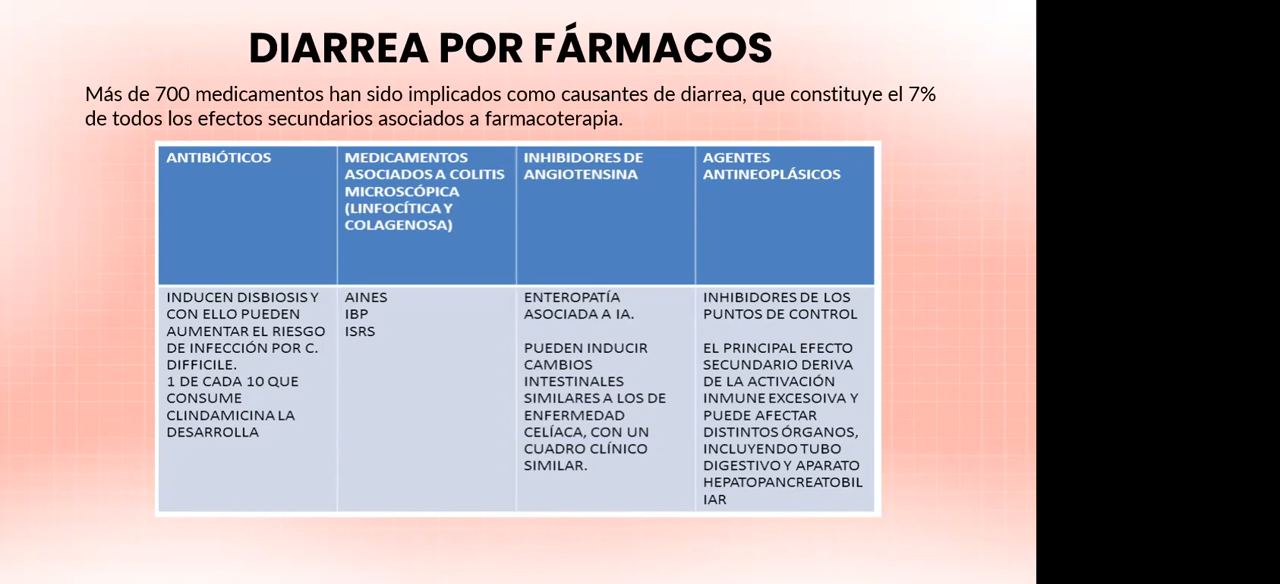 DIARREA POR FÁRMACOS
Más de 700 medicamentos han sido implicados como causantes de diarrea, que constituye el 7%
de todos los efectos secundarios asociados a farmacoterapia.
ANTIBIÓTICOS
MEDICAMENTOS
ASOCIADOS A COLITIS
MICROSCÓPICA
(LINFOCÍTICA Y
COLAGENOSA)
INHIBIDORES DE
ANGIOTENSINA
AGENTES
ANTINEOPLÁSICOS
INDUCEN DISBIOSIS Y
CON ELLO PUEDEN
AUMENTAR EL RIESGO
DE INFECCIÓN POR C.
DIFFICILE.
1 DE CADA 10 QUE
CONSUME
CLINDAMICINA LA
DESARROLLA
AINES
IBP
ISRS
ENTEROPATÍA
ASOCIADA A IA.
PUEDEN INDUCIR
CAMBIOS
INTESTINALES
SIMILARES A LOS DE
ENFERMEDAD
CELÍACA, CON UN
CUADRO CLÍNICO
SIMILAR.
INHIBIDORES DE LOS
PUNTOS DE CONTROL
EL PRINCIPAL EFECTO
SECUNDARIO DERIVA
DE LA ACTIVACIÓN
INMUNE EXCESOIVA Y
PUEDE AFECTAR
DISTINTOS ÓRGANOS,
INCLUYENDO TUBO
DIGESTIVO Y APARATO
HEPATOPANCREATOBIL
IAR